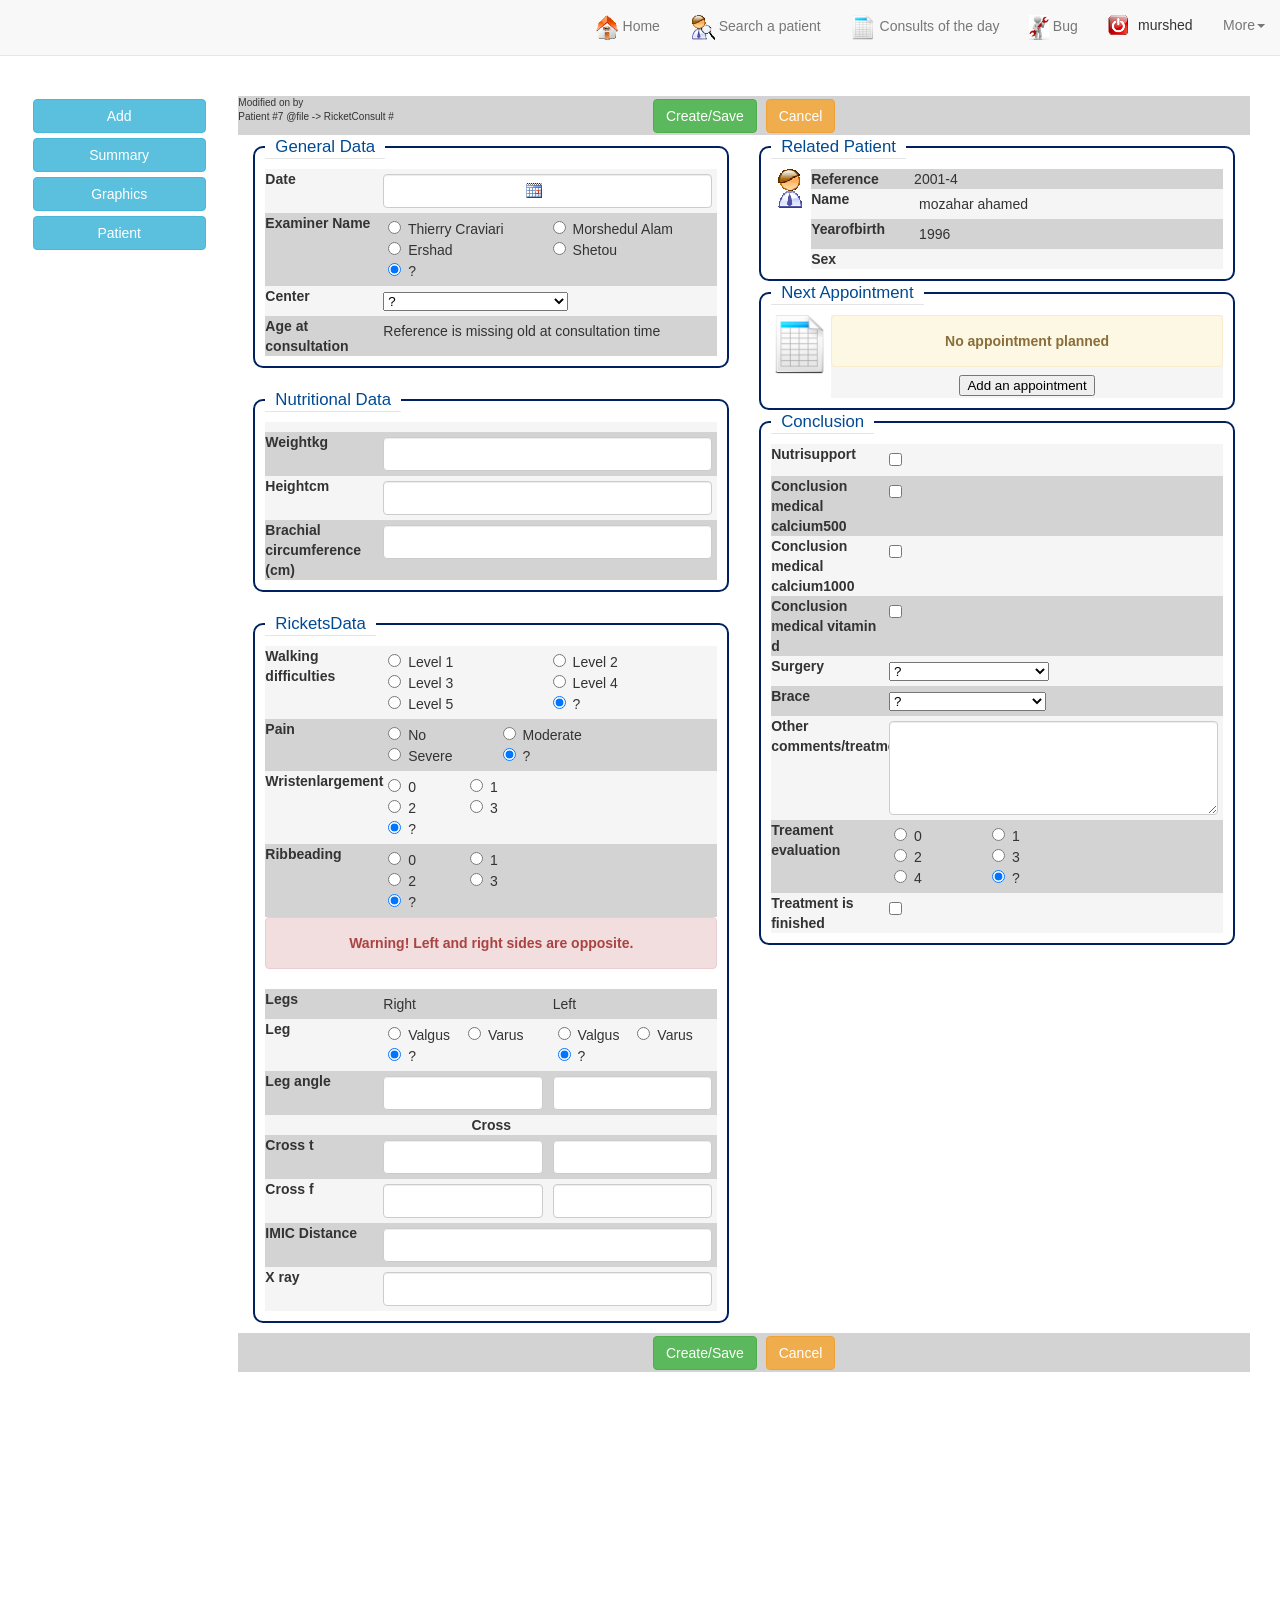 Home Search a patient Consults of the day Bug murshed More
Add
Summary
Graphics
Patient
Modified on by
Patient #7 @file -> RicketConsult #
Create/Save Cancel
General Data
Date
Examiner Name Thierry Craviari Morshedul Alam
Ershad Shetou
?
Center ?
Age at
consultation
Reference is missing old at consultation time
Nutritional Data
Weightkg
Heightcm
Brachial
circumference
(cm)
RicketsData
Walking
difficulties
Level 1 Level 2
Level 3 Level 4
Level 5 ?
Pain No Moderate
Severe ?
Wristenlargement 0 1
2 3
?
Ribbeading 0 1
2 3
?
Warning! Left and right sides are opposite.
Legs Right Left
Leg Valgus Varus Valgus Varus
? ?
Leg angle
Cross
Cross t
Cross f
IMIC Distance
X ray
Related Patient
Reference 2001-4
Name mozahar ahamed
Yearofbirth 1996
Sex
Next Appointment
No appointment planned
Add an appointment
Conclusion
Nutrisupport
Conclusion
medical
calcium500
Conclusion
medical
calcium1000
Conclusion
medical vitamin
d
Surgery ?
Brace ?
Other
comments/treatm
Treament
evaluation
0 1
2 3
4 ?
Treatment is
finished
Create/Save Cancel